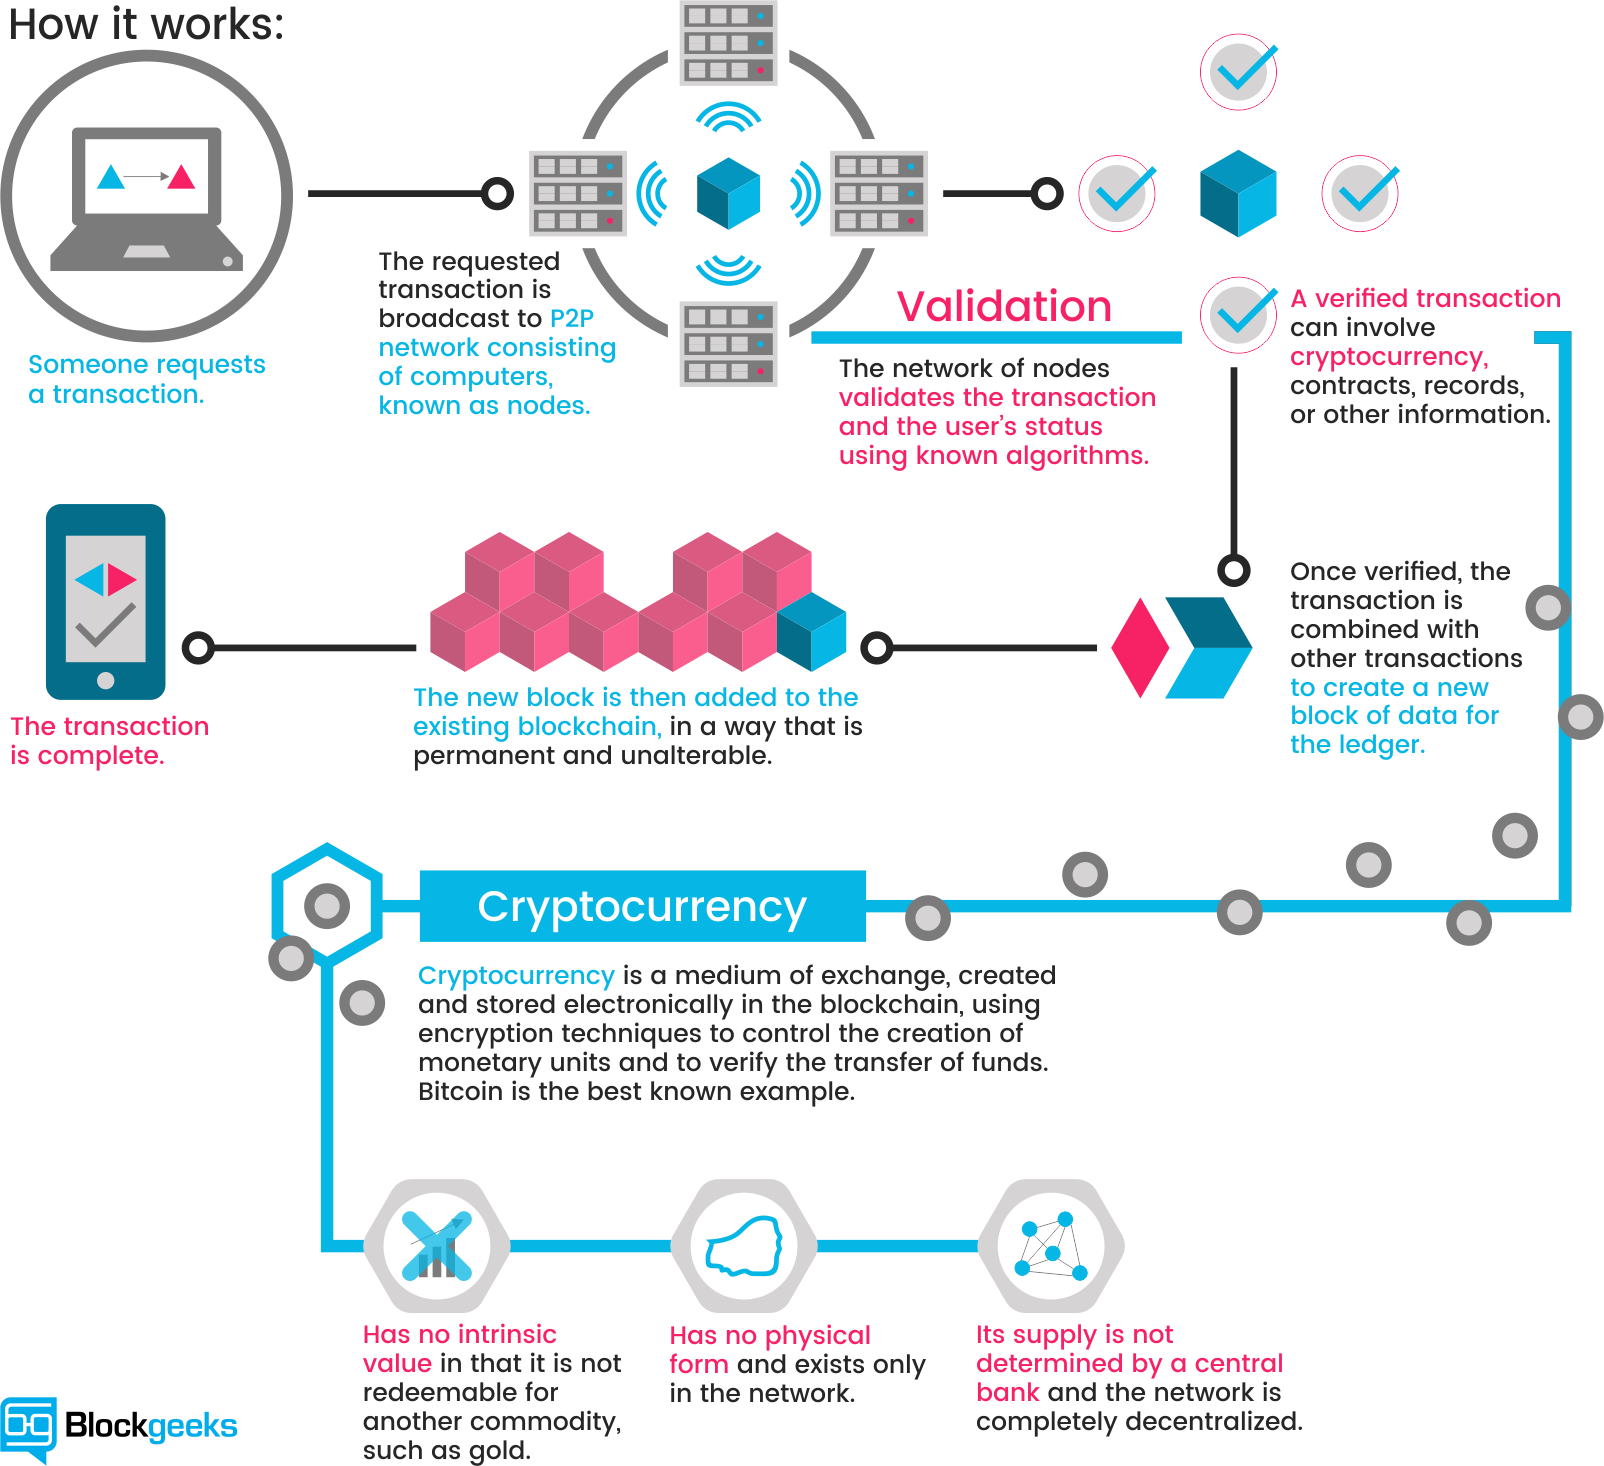 How it works:
Someone requests
a transaction.
The requested
transaction is
broadcast to P2P
network consisting
of computers,
known as nodes.
Validation
The network of nodes
validates the transaction
and the user’s status
using known algorithms.
A verified transaction
can involve
cryptocurrency,
contracts, records,
or other information.
Once verified, the
transaction is
combined with
other transactions
to create a new
block of data for
the ledger.
The new block is then added to the
existing blockchain, in a way that is
permanent and unalterable.
The transaction
is complete.
Cryptocurrency
Cryptocurrency is a medium of exchange, created
and stored electronically in the blockchain, using
encryption techniques to control the creation of
monetary units and to verify the transfer of funds.
Bitcoin is the best known example.
Has no intrinsic
value in that it is not
redeemable for
another commodity,
such as gold.
Has no physical
form and exists only
in the network.
Its supply is not
determined by a central
bank and the network is
completely decentralized.
Blockgeeks